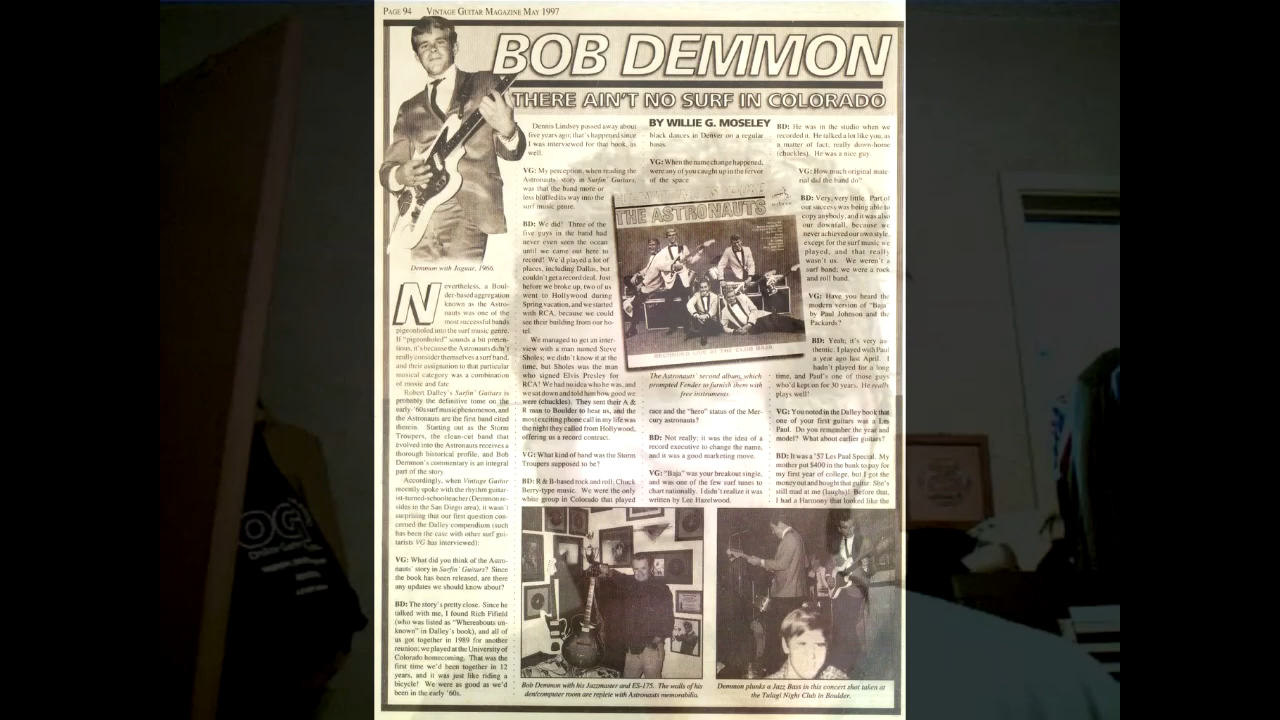 PAGE 94 VINTAGE GUITAR MAGAZINE MAY 1997
BOB DEMMON
THERE AIN'T NO SURF IN COLORADO
BY WILLIE G. MOSELEY
Demmon with Jaguar, 1966.
Nevertheless, a Boul-
der-based aggregation
known as the Astro-
nauts was one of the
most successful bands
pigeonholed into the surf music genre.
If "pigeonholed" sounds a bit preten-
tious, it's because the Astronauts didn't
really consider themselves a surf band,
and their assignation to that particular
musical category was a combination
of moxie and fate
Robert Dalley's Surfin' Guitars is
probably the definitive tome on the
early-'60s surf music phenomenon, and
the Astronauts are the first band cited
therein. Starting out as the Storm
Troupers, the clean-cut band that
evolved into the Astronauts receives a
thorough historical profile, and Bob
Demmon's commentary is an integral
part of the story.
Accordingly, when Vintage Guitar
recently spoke with the rhythm guitar-
ist-turned-schoolteacher (Demmon re-
sides in the San Diego area), it wasn't
surprising that our first question con-
cerned the Dalley compendium (such
has been the case with other surf gui-
tarists VG has interviewed):
VG: What did you think of the Astro-
nauts' story in Surfin' Guitars? Since
the book has been released, are there
any updates we should know about?
BD: The story's pretty close. Since he
talked with me, I found Rich Fifield
(who was listed as "Whereabouts un-
known" in Dalley's book), and all of
us got together in 1989 for another
reunion; we played at the University of
Colorado homecoming. That was the
first time we'd been together in 12
years, and it was just like riding a
bicycle! We were as good as we'd
been in the early '60s.
Dennis Lindsey passed away about
five years ago; that's happened since
I was interviewed for that book, as
well.
VG: My perception, when reading the
Astronauts' story in Surfin' Guitars,
was that the band more or
less bluffed its way into the
surf music genre.
BD: We did! Three of the
five guys in the band had
never even seen the ocean
until we came out here to
record! We'd played a lot of
places, including Dallas, but
couldn't get a record deal. Just
before we broke up, two of us
went to Hollywood during
Spring vacation, and we started
with RCA, because we could
see their building from our ho-
tel.
We managed to get an inter-
view with a man named Steve
Sholes; we didn't know it at the
time, but Sholes was the man
who signed Elvis Presley for
RCA! We had no idea who he was, and
we sat down and told him how good we
were (chuckles). They sent their A &
R man to Boulder to hear us, and the
most exciting phone call in my life was
the night they called from Hollywood,
offering us a record contract.
VG: What kind of band was the Storm
Troupers supposed to be?
BD: R & B-based rock and roll; Chuck
Berry-type music. We were the only
white group in Colorado that played
black dances in Denver on a regular
basis.
VG: When the name change happened,
were any of you caught up in the fervor
of the space
THE ASTRONAUTS
RECORDED LIVE AT THE CLUB BAJA
The Astronauts' second album, which
prompted Fender to furnish them with
free instruments.
race and the "hero" status of the Mer-
cury astronauts?
BD: Not really; it was the idea of a
record executive to change the name,
and it was a good marketing move.
VG: "Baja" was your breakout single,
and was one of the few surf tunes to
chart nationally. I didn't realize it was
written by Lee Hazelwood.
BD: He was in the studio when we
recorded it. He talked a lot like you, as
a matter of fact; really down-home
(chuckles). He was a nice guy.
VG: How much original mate-
rial did the band do?
BD: Very, very little. Part of
our success was being able to
copy anybody, and it was also
our downfall, because we
never achieved our own style,
except for the surf music we
played, and that really
wasn't us. We weren't a
surf band; we were a rock
and roll band.
VG: Have you heard the
modern version of "Baja"
by Paul Johnson and the
Packards?
BD: Yeah; it's very au-
thentic. I played with Paul
a year ago last April. I
hadn't played for a long
time, and Paul's one of those guys
who'd kept on for 30 years. He really
plays well!
VG: You noted in the Dalley book that
one of your first guitars was a Les
Paul. Do you remember the year and
model? What about earlier guitars?
BD: It was a '57 Les Paul Special. My
mother put $400 in the bank to pay for
my first year of college, but I got the
money out and bought that guitar. She's
still mad at me (laughs)! Before that,
I had a Harmony that looked like the
Bob Demmon with his Jazzmaster and ES-175. The walls of his
den/computer room are replete with Astronauts memorabilia.
Demmon plunks a Jazz Bass in this concert shot taken at
the Tulagi Night Club in Boulder.